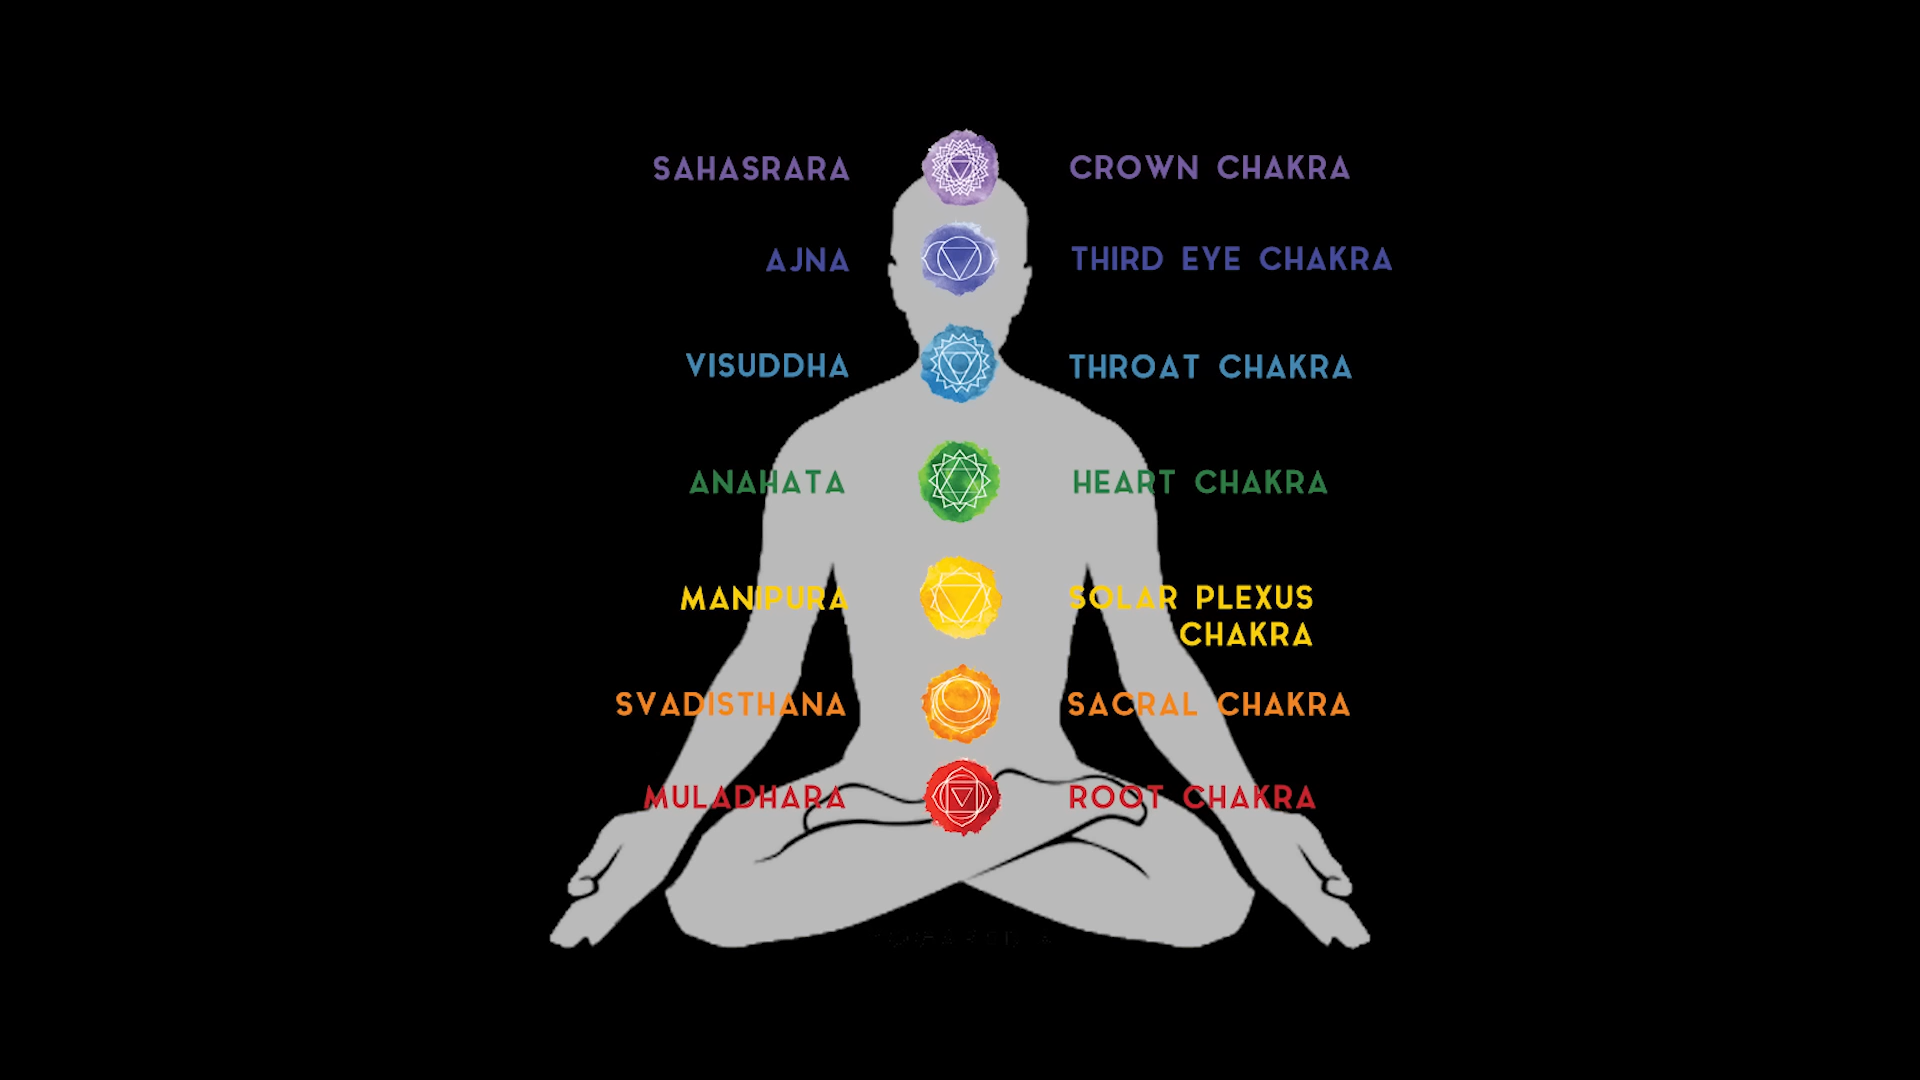 SAHASRARA CROWN CHAKRA
AJNA THIRD EYE CHAKRA
VISUDDHA THROAT CHAKRA
ANAHATA HEART CHAKRA
MANIPURA SOLAR PLEXUS
CHAKRA
SVADISTHANA SACRAL CHAKRA
MULADHARA ROOT CHAKRA